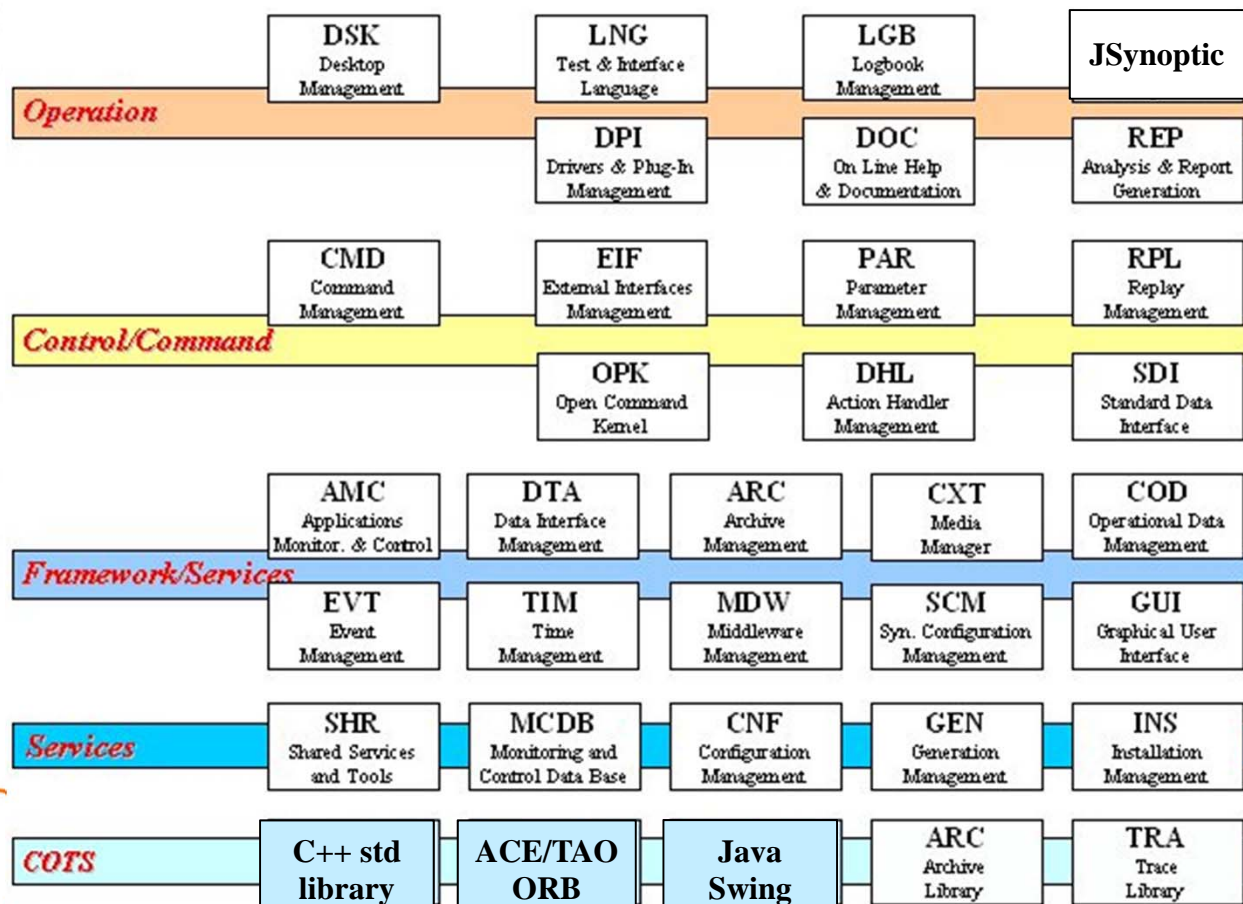 DSK
Desktop
Management
LNG
Test & Interface
Language
LGB
Logbook
Management
JSynoptic
Operation
DPI
Drivers & Plug-In
Management
DOC
On Line Help
& Documentation
REP
Analysis & Report
Generation
CMD
Command
Management
EIF
External Interfaces
Management
PAR
Parameter
Management
RPL
Replay
Management
Control/Command
OPK
Open Command
Kernel
DHL
Action Handler
Management
SDI
Standard Data
Interface
AMC
Applications
Monitor. & Control
DTA
Data Interface
Management
ARC
Archive
Management
CXT
Media
Manager
COD
Operational Data
Management
Framework/Services
EVT
Event
Management
TIM
Time
Management
MDW
Middleware
Management
SCM
Syn. Configuration
Management
GUI
Graphical User
Interface
Services
SHR
Shared Services
and Tools
MCDB
Monitoring and
Control Data Base
CNF
Configuration
Management
GEN
Generation
Management
INS
Installation
Management
COTS
C++ std
library
ACE/TAO
ORB
Java
Swing
ARC
Archive
Library
TRA
Trace
Library